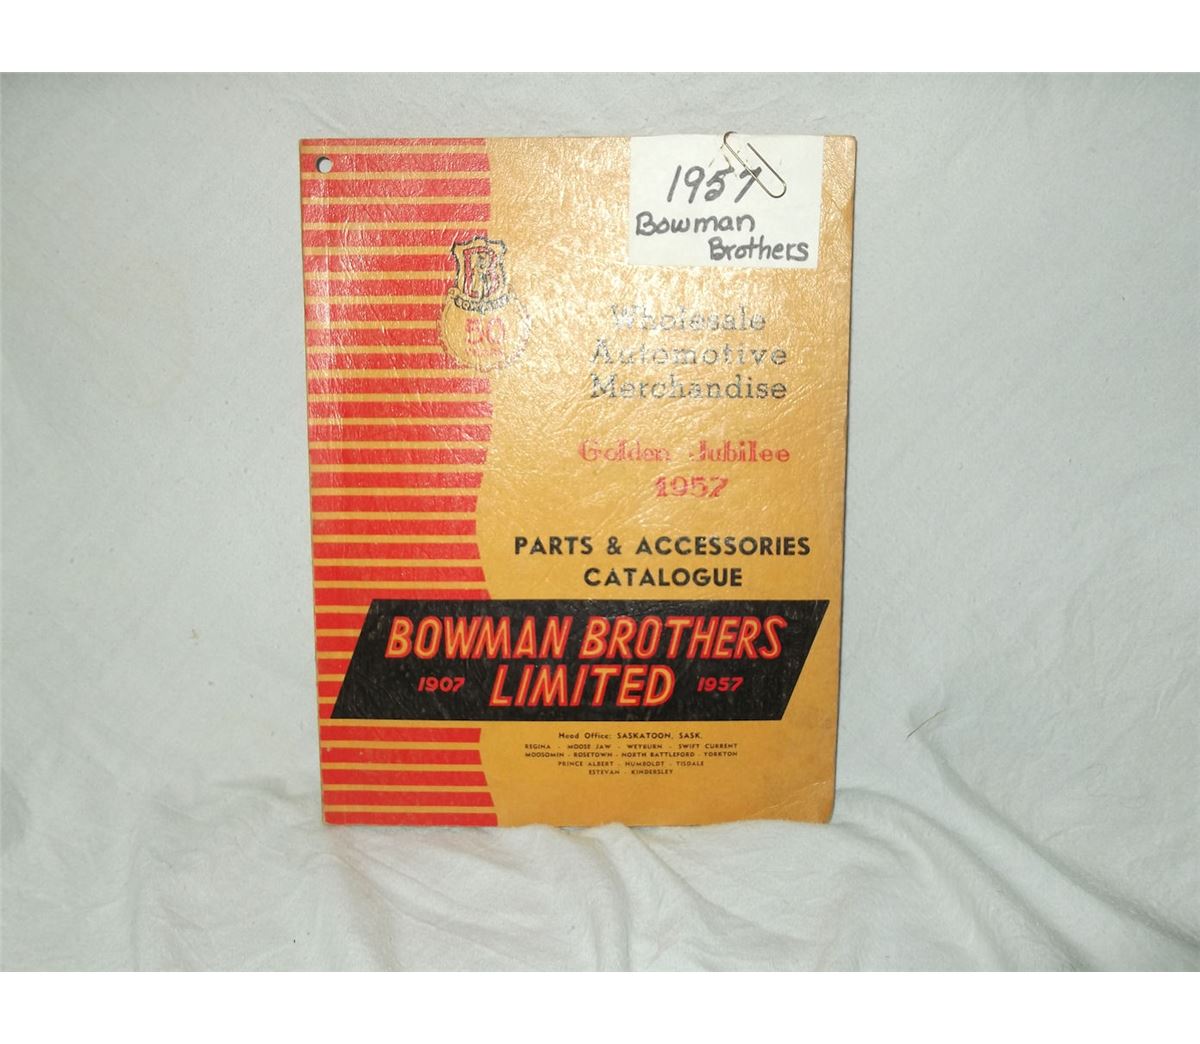 1957
Bowman
Brothers
50
Wholesale
Automotive
Merchandise
Golden Jubilee
1957
PARTS & ACCESSORIES
CATALOGUE
BOWMAN BROTHERS
1907 LIMITED 1957
Head Office: SASKATOON, SASK.
REGINA - MOOSE JAW - WEYBURN - SWIFT CURRENT
MOOSOMIN - ROSETOWN - NORTH BATTLEFORD - YORKTON
PRINCE ALBERT - HUMBOLDT - TISDALE
ESTEVAN - KINDERSLEY